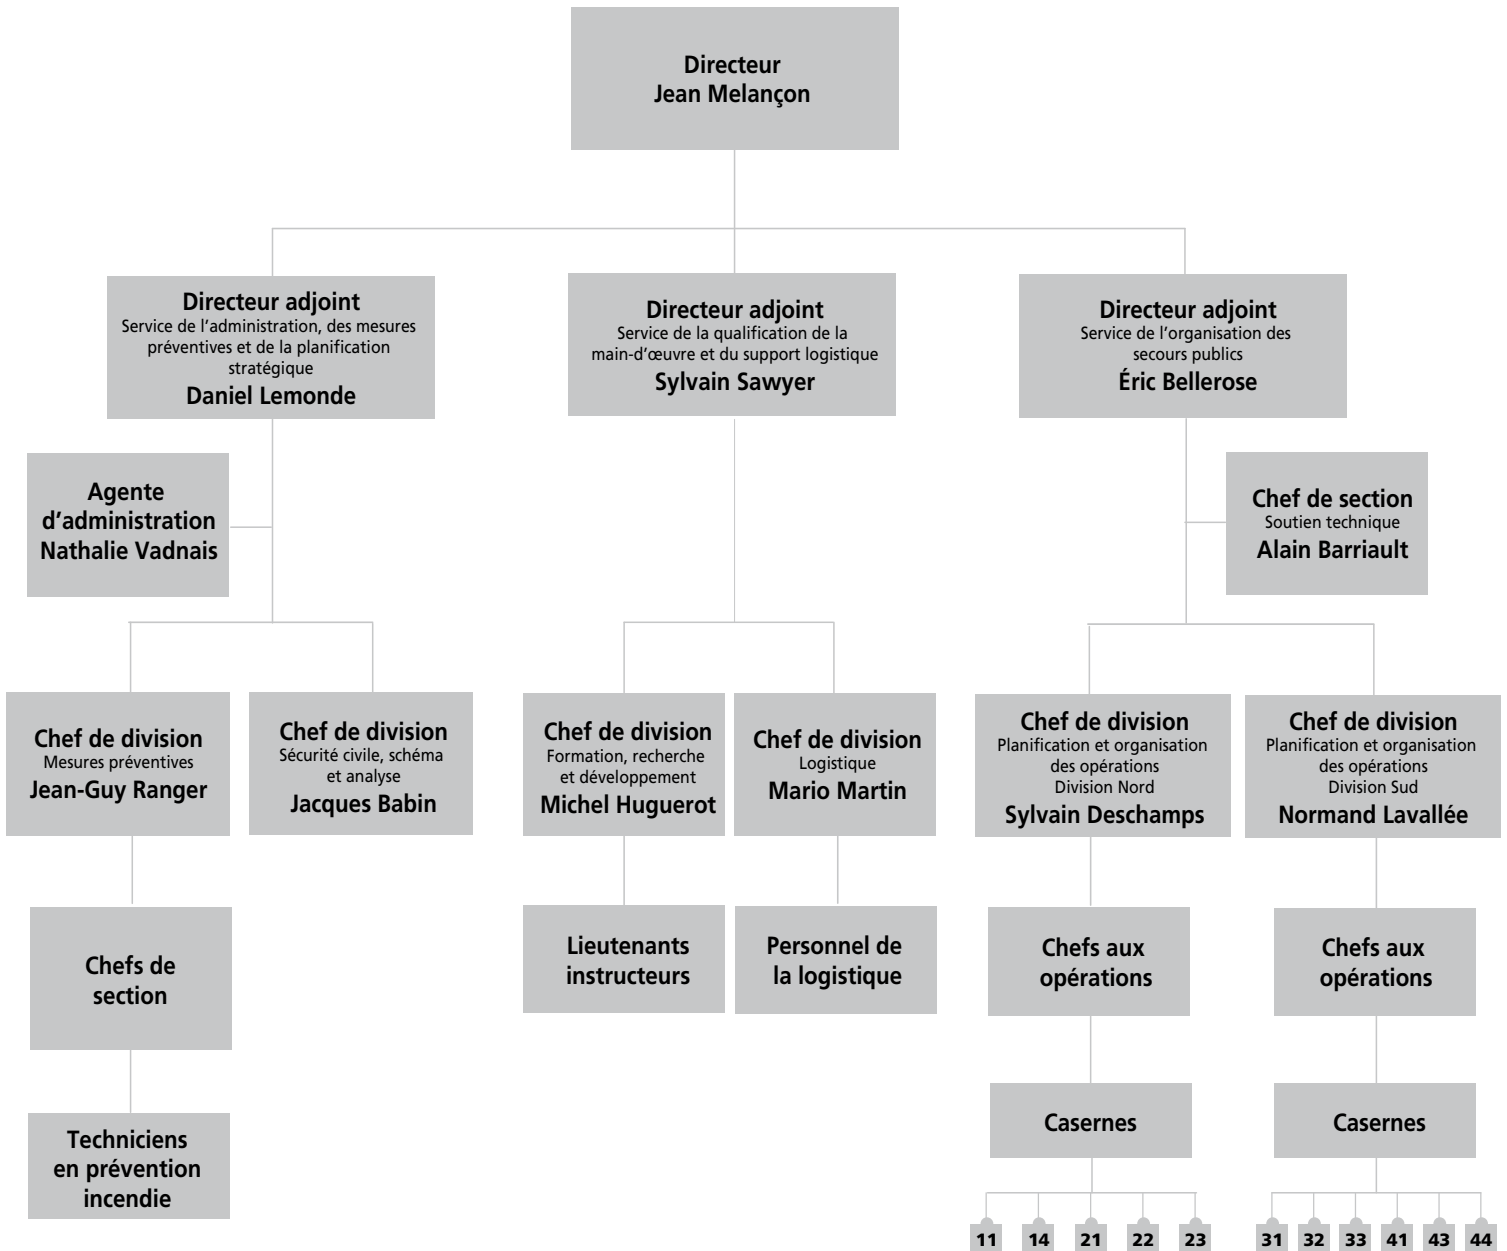 Directeur
Jean Melançon
Directeur adjoint
Service de l'administration, des mesures
préventives et de la planification
stratégique
Daniel Lemonde
Directeur adjoint
Service de la qualification de la
main-d'œuvre et du support logistique
Sylvain Sawyer
Directeur adjoint
Service de l'organisation des
secours publics
Éric Bellerose
Agente
d'administration
Nathalie Vadnais
Chef de section
Soutien technique
Alain Barriault
Chef de division
Mesures préventives
Jean-Guy Ranger
Chef de division
Sécurité civile, schéma
et analyse
Jacques Babin
Chef de division
Formation, recherche
et développement
Michel Huguerot
Chef de division
Logistique
Mario Martin
Chef de division
Planification et organisation
des opérations
Division Nord
Sylvain Deschamps
Chef de division
Planification et organisation
des opérations
Division Sud
Normand Lavallée
Chefs de
section
Lieutenants
instructeurs
Personnel de
la logistique
Chefs aux
opérations
Chefs aux
opérations
Techniciens
en prévention
incendie
Casernes
Casernes
11 14 21 22 23
31 32 33 41 43 44